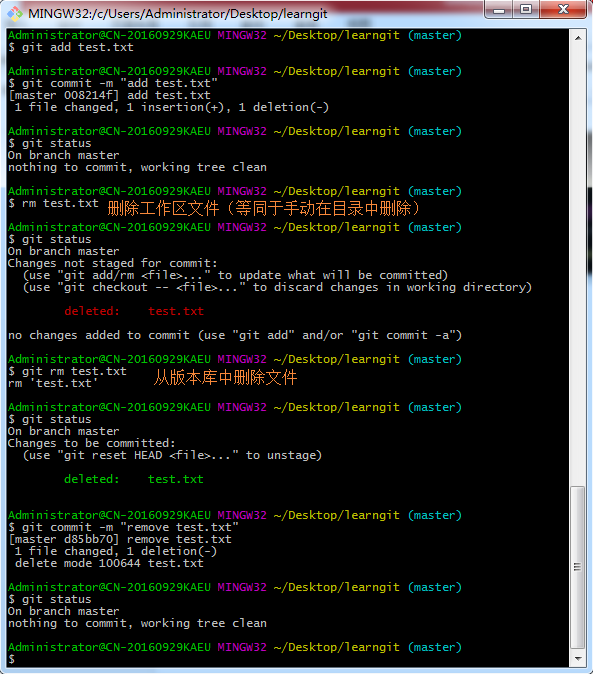 MINGW32:/c/Users/Administrator/Desktop/learngit
Administrator@CN-20160929KAEU MINGW32 ~/Desktop/learngit (master)
$ git add test.txt
Administrator@CN-20160929KAEU MINGW32 ~/Desktop/learngit (master)
$ git commit -m "add test.txt"
[master 008214f] add test.txt
1 file changed, 1 insertion(+), 1 deletion(-)
Administrator@CN-20160929KAEU MINGW32 ~/Desktop/learngit (master)
$ git status
On branch master
nothing to commit, working tree clean
Administrator@CN-20160929KAEU MINGW32 ~/Desktop/learngit (master)
$ rm test.txt 删除工作区文件（等同于手动在目录中删除）
Administrator@CN-20160929KAEU MINGW32 ~/Desktop/learngit (master)
$ git status
On branch master
Changes not staged for commit:
(use "git add/rm <file>..." to update what will be committed)
(use "git checkout -- <file>..." to discard changes in working directory)
deleted: test.txt
no changes added to commit (use "git add" and/or "git commit -a")
Administrator@CN-20160929KAEU MINGW32 ~/Desktop/learngit (master)
$ git rm test.txt
rm 'test.txt' 从版本库中删除文件
Administrator@CN-20160929KAEU MINGW32 ~/Desktop/learngit (master)
$ git status
On branch master
Changes to be committed:
(use "git reset HEAD <file>..." to unstage)
deleted: test.txt
Administrator@CN-20160929KAEU MINGW32 ~/Desktop/learngit (master)
$ git commit -m "remove test.txt"
[master d85bb70] remove test.txt
1 file changed, 1 deletion(-)
delete mode 100644 test.txt
Administrator@CN-20160929KAEU MINGW32 ~/Desktop/learngit (master)
$ git status
On branch master
nothing to commit, working tree clean
Administrator@CN-20160929KAEU MINGW32 ~/Desktop/learngit (master)
$